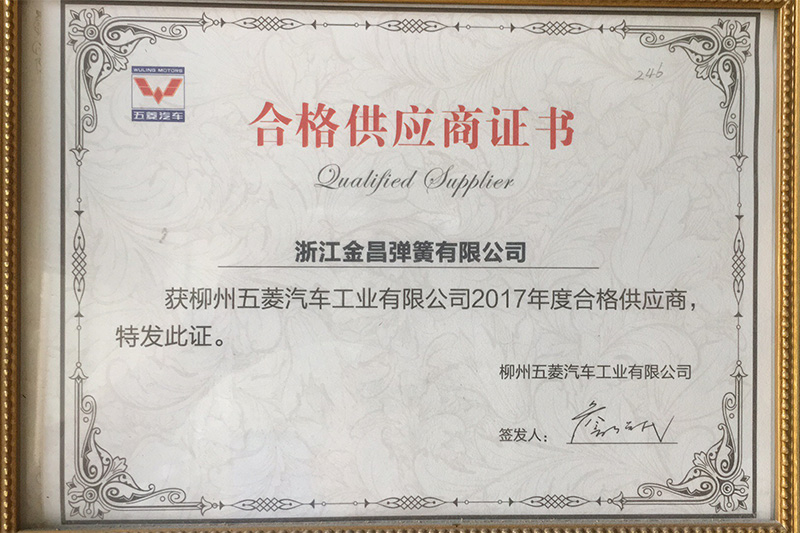 WULING MOTORS
五菱汽车
246
合格供应商证书
Qualified Supplier
浙江金昌弹簧有限公司
获柳州五菱汽车工业有限公司2017年度合格供应商，
特发此证。
柳州五菱汽车工业有限公司
签发人：